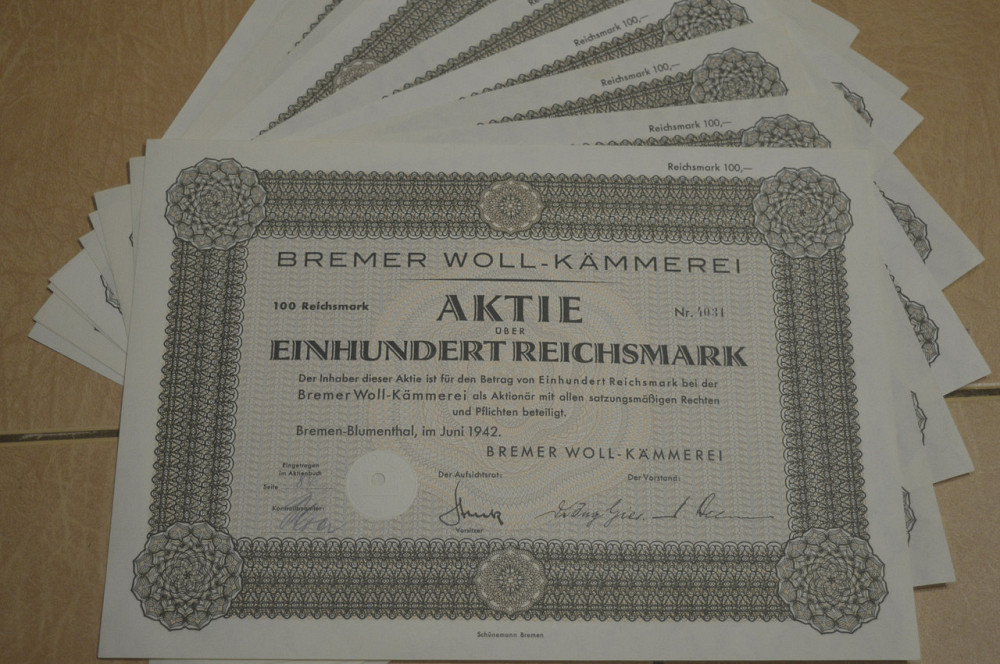 Reichsmark 100,—
Reichsmark 100,—
Reichsmark 100,—
Reichsmark 100,—
BREMER WOLL-KÄMMEREI
100 Reichsmark
AKTIE
Nr. 4031
ÜBER
EINHUNDERT REICHSMARK
Der Inhaber dieser Aktie ist für den Betrag von Einhundert Reichsmark bei der
Bremer Woll-Kämmerei als Aktionär mit allen satzungsmäßigen Rechten
und Pflichten beteiligt.
Bremen-Blumenthal, im Juni 1942.
BREMER WOLL-KÄMMEREI
Eingetragen
im Aktienbuch
Seite
Kontrollbeamter:
Der Aufsichtsrat:
Der Vorstand:
Vorsitzer
Schünemann Bremen